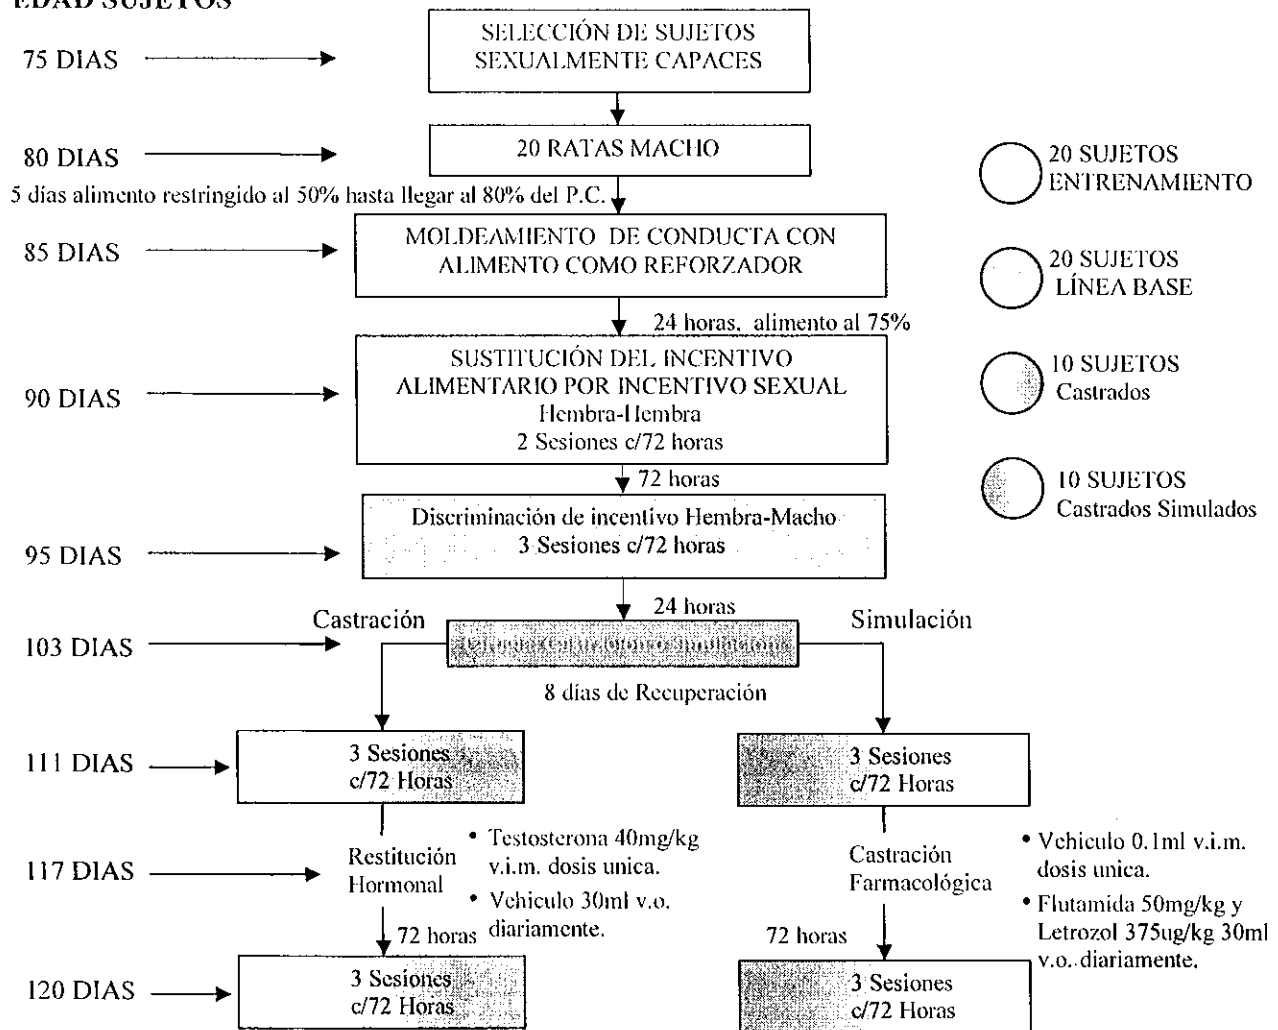 EDAD SUJETOS
75 DIAS
SELECCIÓN DE SUJETOS
SEXUALMENTE CAPACES
80 DIAS
20 RATAS MACHO
5 días alimento restringido al 50% hasta llegar al 80% del P.C.
85 DIAS
MOLDEAMIENTO DE CONDUCTA CON
ALIMENTO COMO REFORZADOR
24 horas, alimento al 75%
90 DIAS
SUSTITUCIÓN DEL INCENTIVO
ALIMENTARIO POR INCENTIVO SEXUAL
Hembra-Hembra
2 Sesiones c/72 horas
72 horas
95 DIAS
Discriminación de incentivo Hembra-Macho
3 Sesiones c/72 horas
24 horas
103 DIAS
Castración
Simulación
8 días de Recuperación
111 DIAS
3 Sesiones
c/72 Horas
3 Sesiones
c/72 Horas
117 DIAS
Restitución
Hormonal
• Testosterona 40mg/kg
v.i.m. dosis unica.
• Vehiculo 30ml v.o.
diariamente.
Castración
Farmacológica
• Vehiculo 0.1ml v.i.m.
dosis unica.
• Flutamida 50mg/kg y
Letrozol 375ug/kg 30ml
v.o. diariamente.
72 horas
72 horas
120 DIAS
3 Sesiones
c/72 Horas
3 Sesiones
c/72 Horas
20 SUJETOS
ENTRENAMIENTO
20 SUJETOS
LÍNEA BASE
10 SUJETOS
Castrados
10 SUJETOS
Castrados Simulados